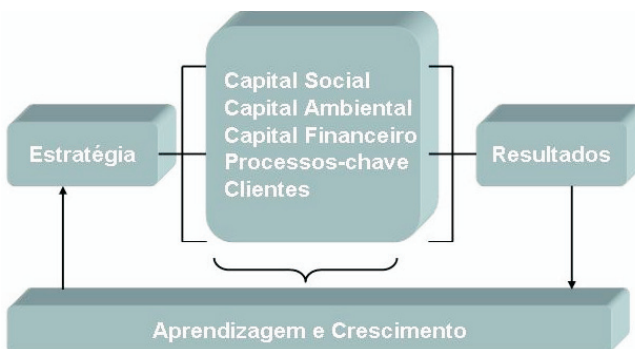 Estratégia
Capital Social
Capital Ambiental
Capital Financeiro
Processos-chave
Clientes
Resultados
Aprendizagem e Crescimento